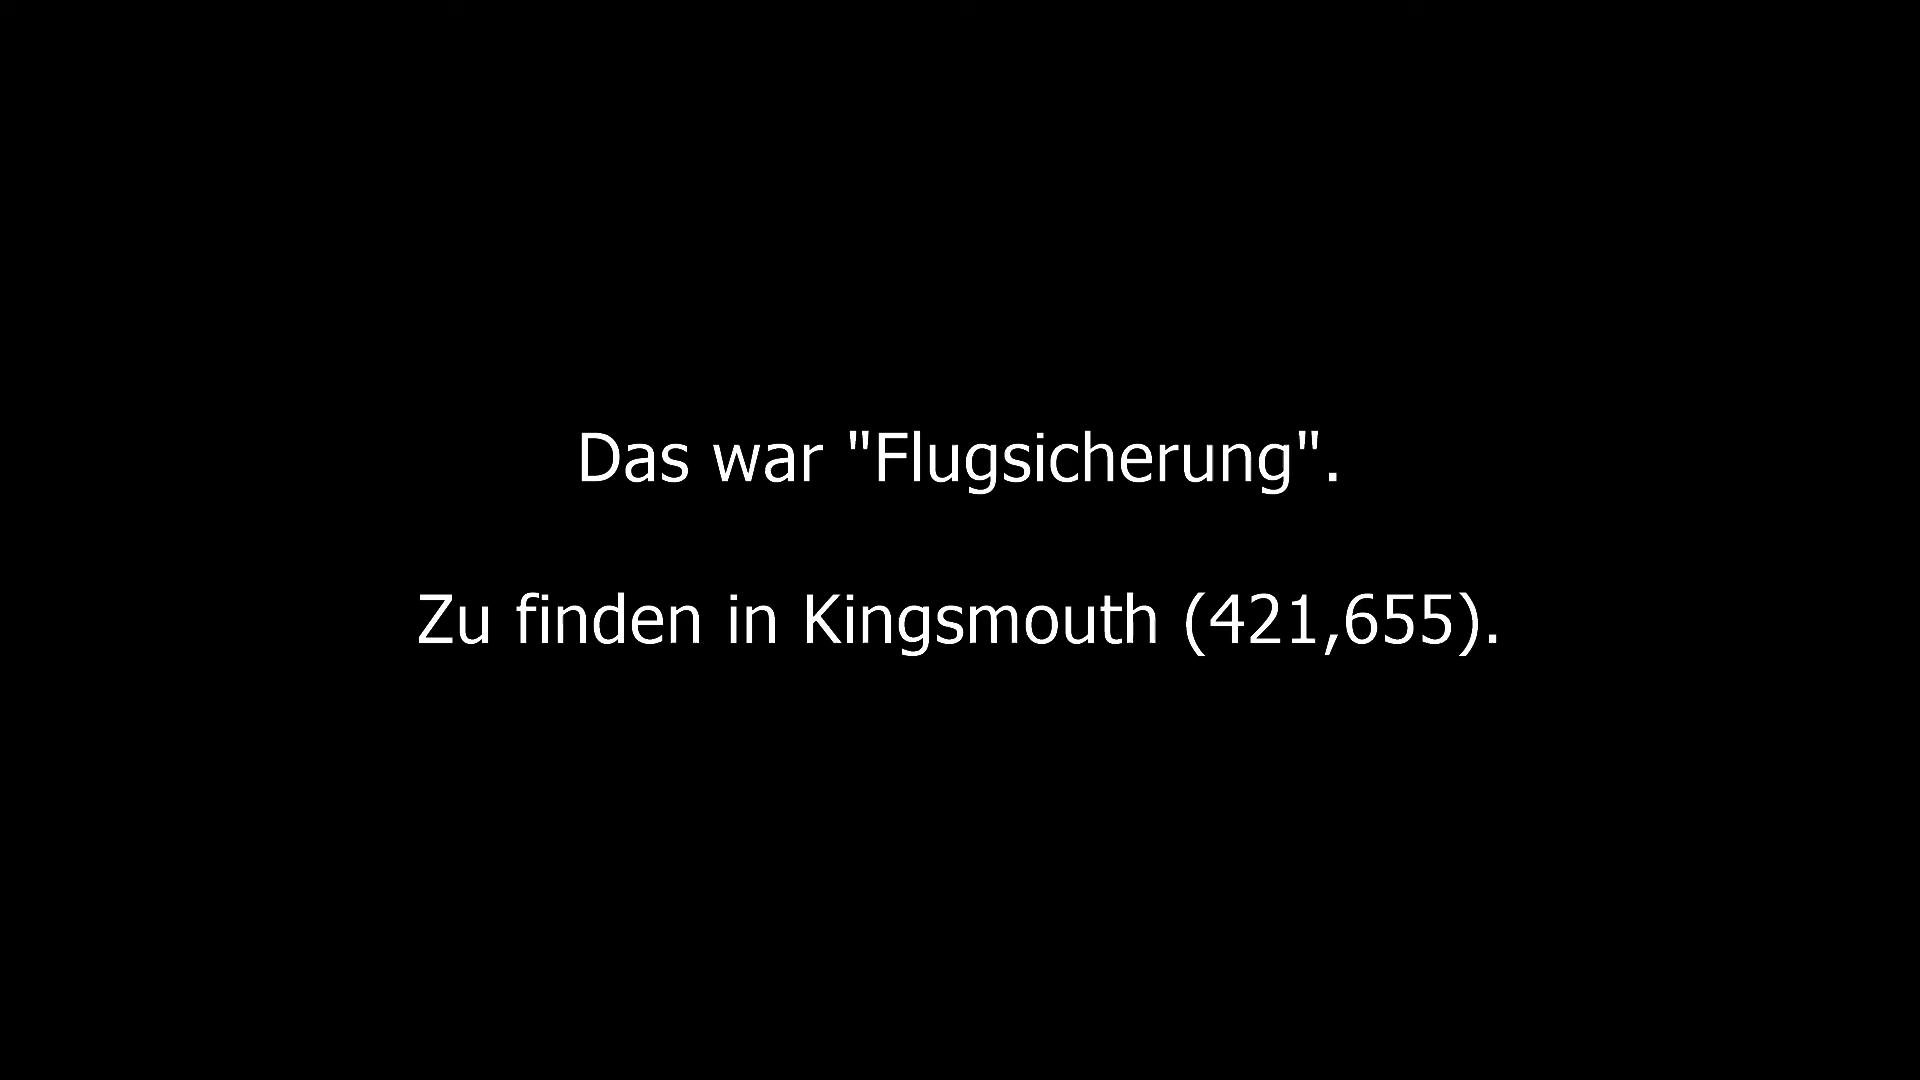 Das war "Flugsicherung".
Zu finden in Kingsmouth (421,655).